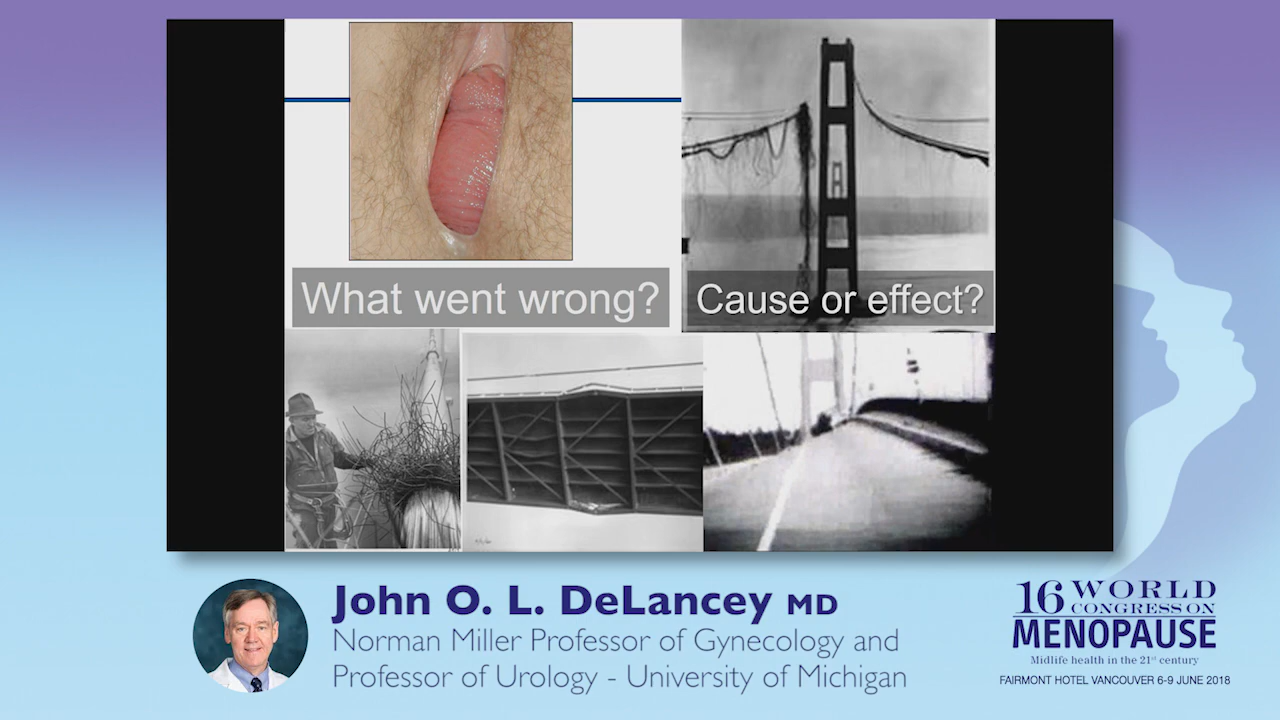 What went wrong?
Cause or effect?
John O. L. DeLancey MD
Norman Miller Professor of Gynecology and
Professor of Urology - University of Michigan
16 WORLD
CONGRESS ON
MENOPAUSE
Midlife health in the 21st century
FAIRMONT HOTEL VANCOUVER 6-9 JUNE 2018